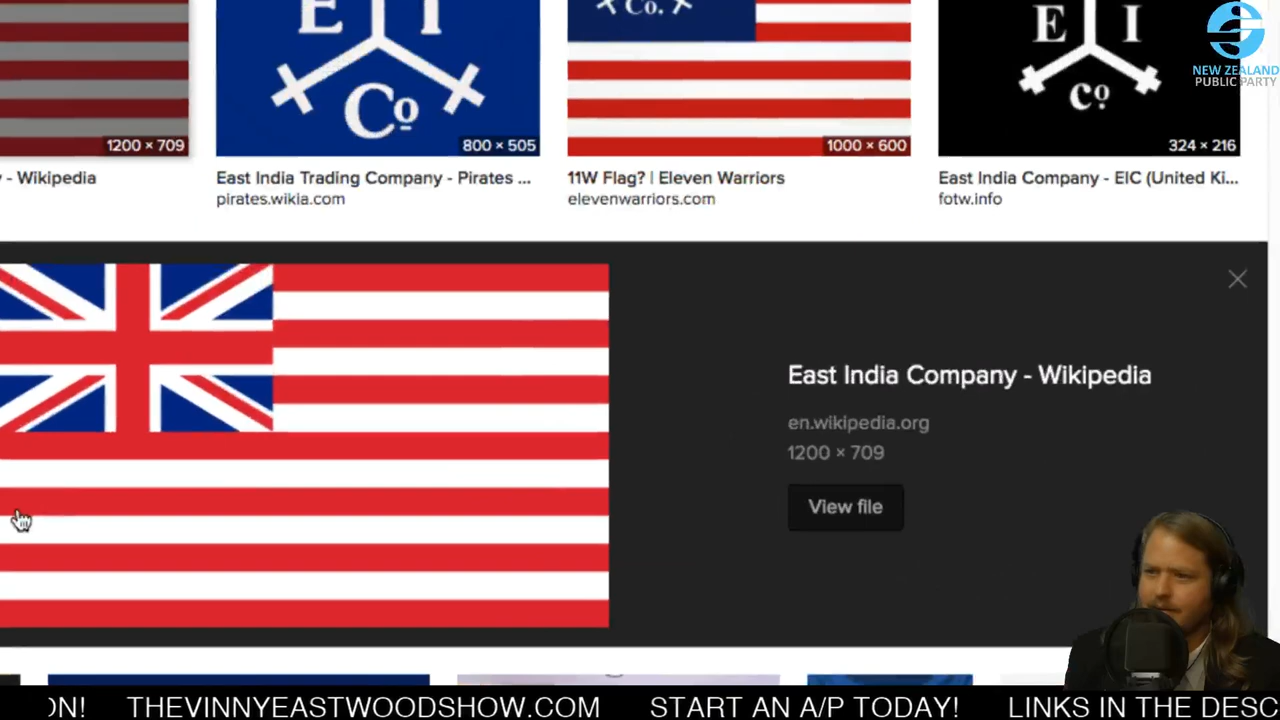 E I
Co
Co.
E I
Co.
NEW ZEALAND
PUBLIC PARTY
1200 × 709
800 × 505
1000 × 600
324 × 216
- Wikipedia
East India Trading Company - Pirates ...
11W Flag? | Eleven Warriors
East India Company - EIC (United Ki...
pirates.wikia.com
elevenwarriors.com
fotw.info
East India Company - Wikipedia
en.wikipedia.org
1200 × 709
View file
ON! THEVINNYEASTWOODSHOW.COM START AN A/P TODAY! LINKS IN THE DESC